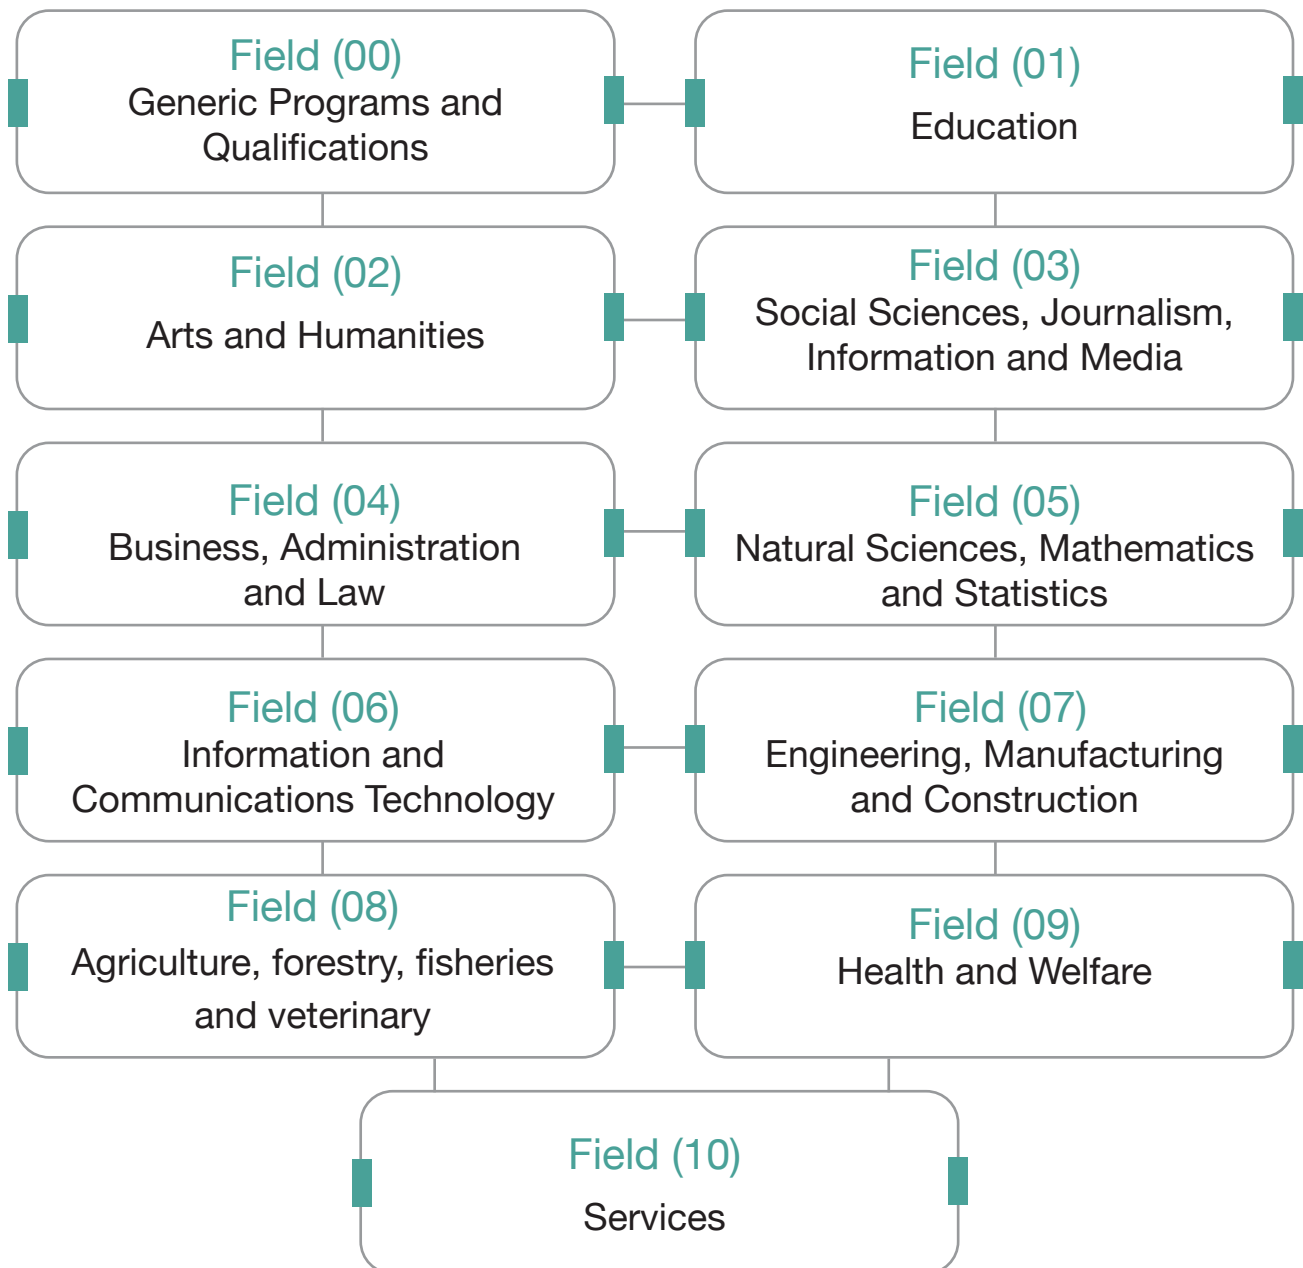 Field (00)
Generic Programs and
Qualifications
Field (01)
Education
Field (02)
Arts and Humanities
Field (03)
Social Sciences, Journalism,
Information and Media
Field (04)
Business, Administration
and Law
Field (05)
Natural Sciences, Mathematics
and Statistics
Field (06)
Information and
Communications Technology
Field (07)
Engineering, Manufacturing
and Construction
Field (08)
Agriculture, forestry, fisheries
and veterinary
Field (09)
Health and Welfare
Field (10)
Services